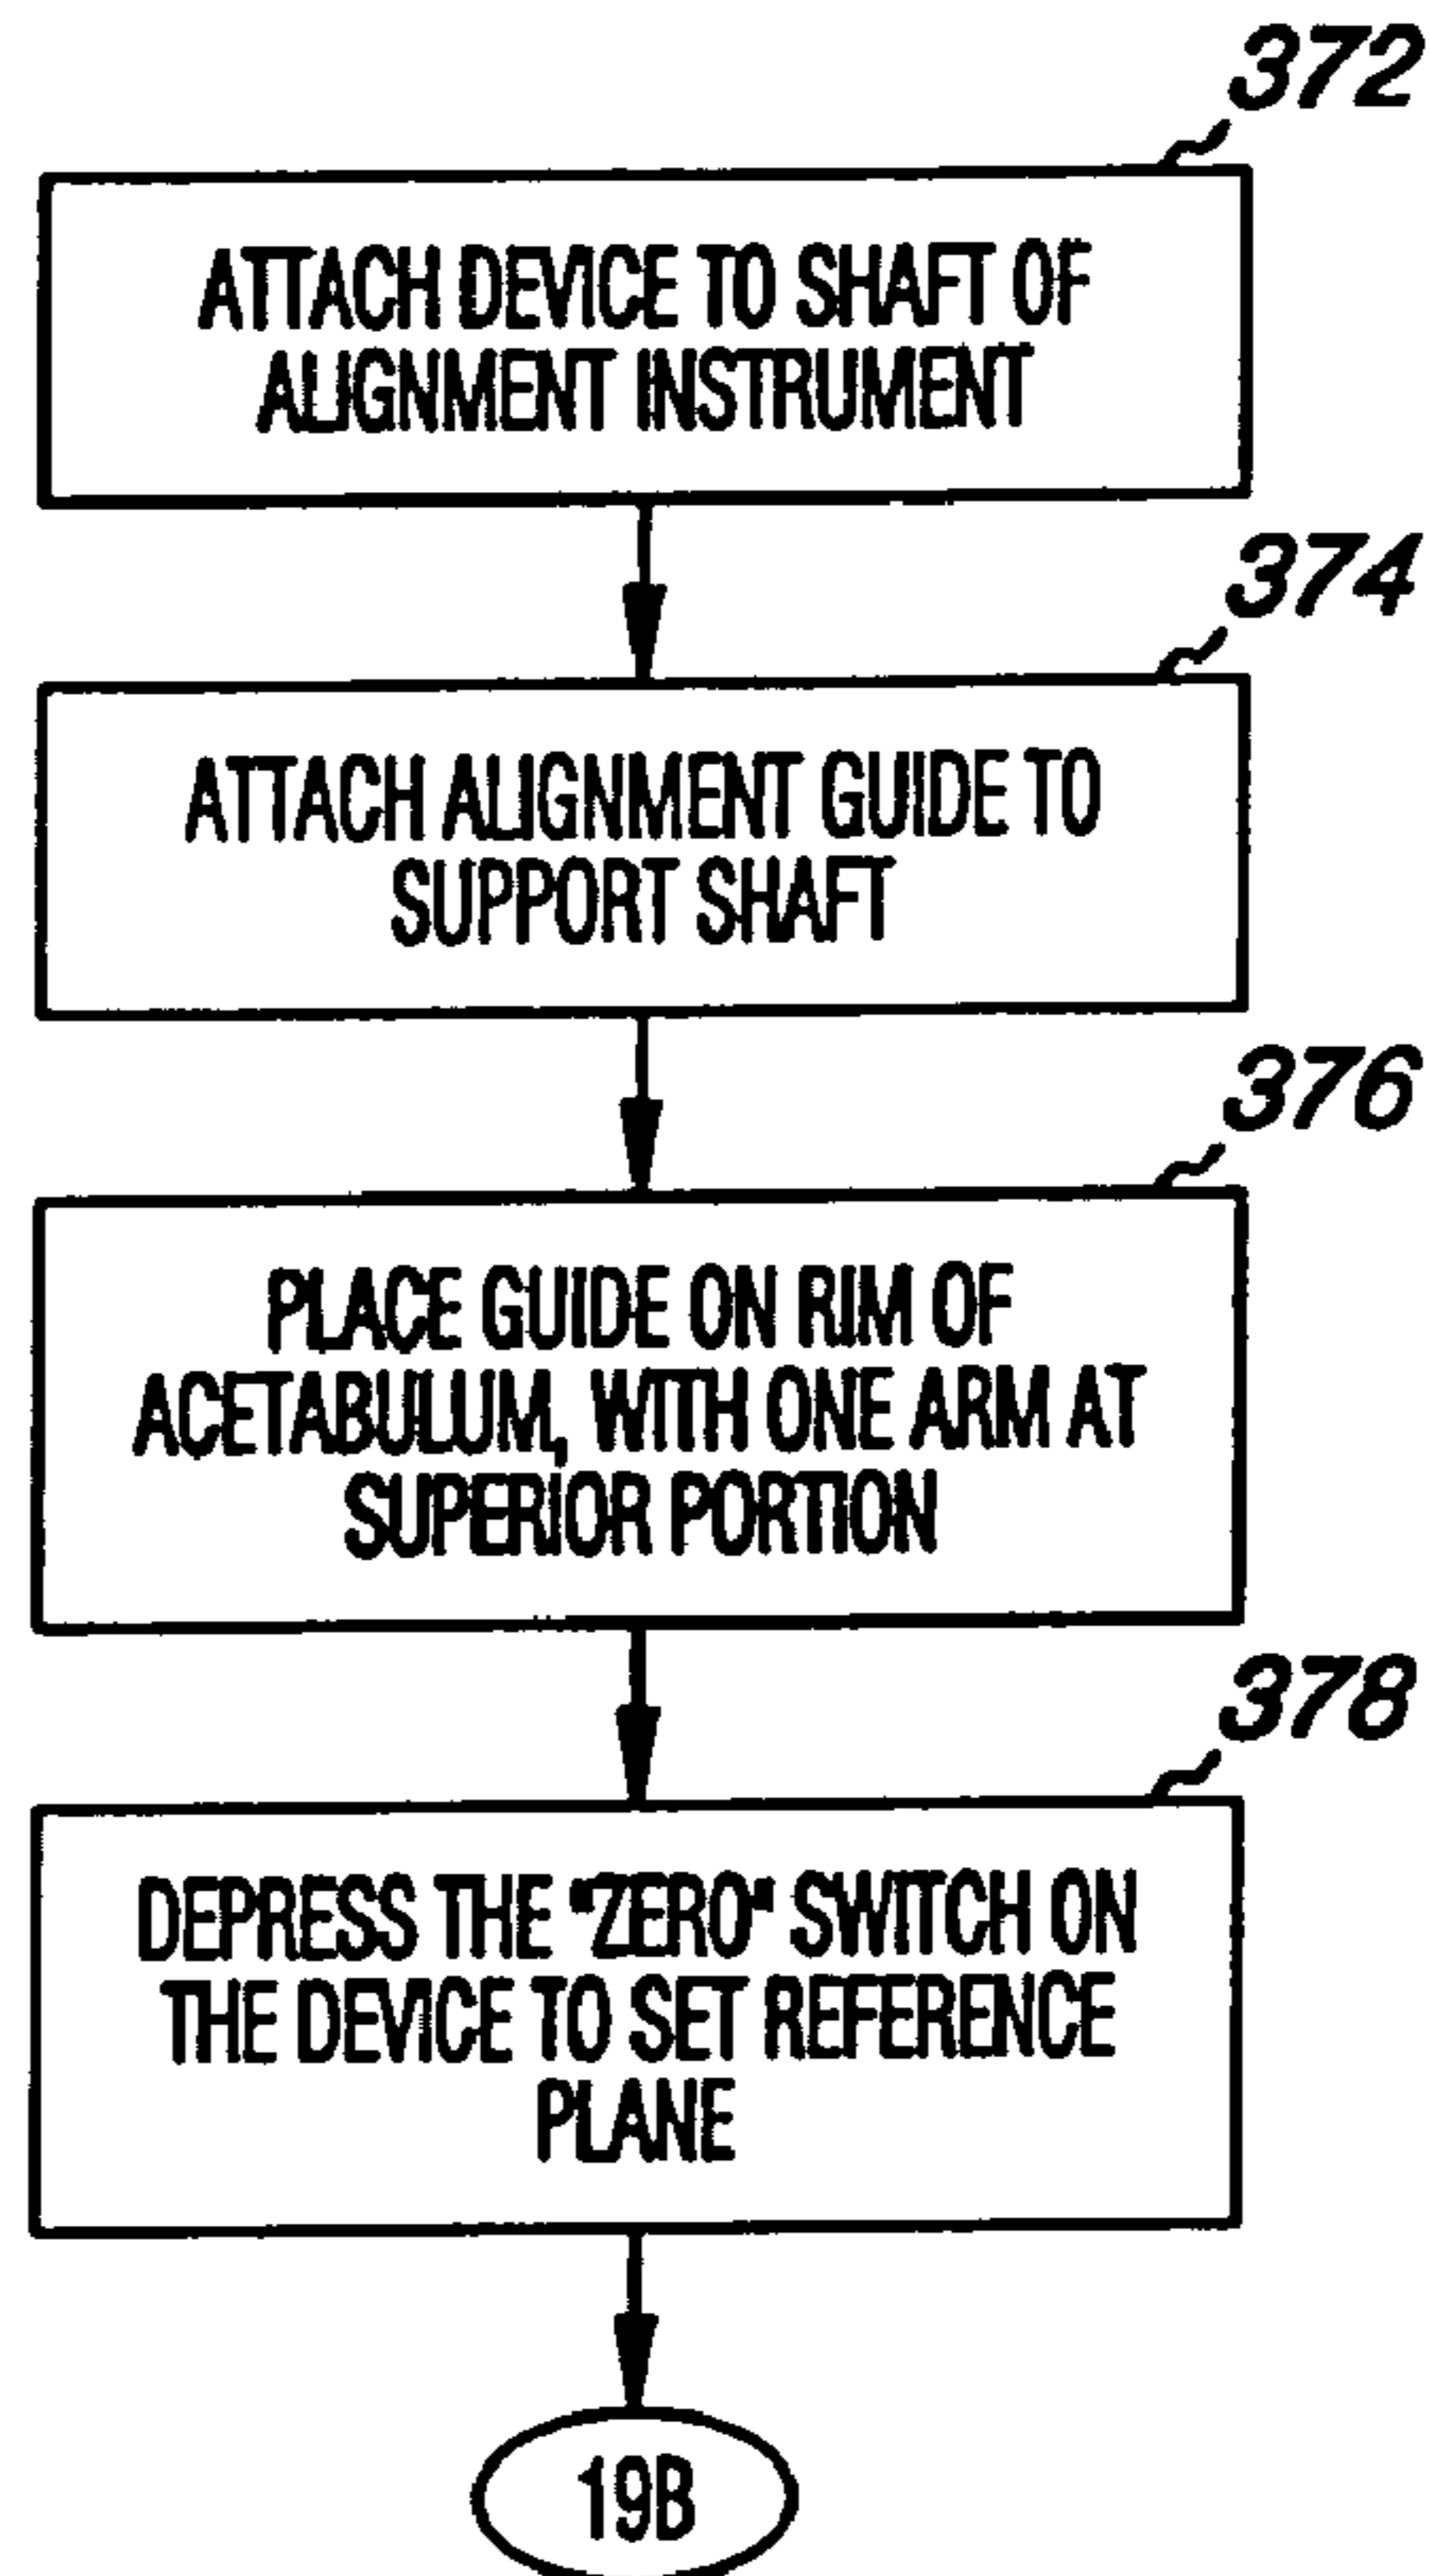 372
ATTACH DEVICE TO SHAFT OF
ALIGNMENT INSTRUMENT
374
ATTACH ALIGNMENT GUIDE TO
SUPPORT SHAFT
376
PLACE GUIDE ON RIM OF
ACETABULUM, WITH ONE ARM AT
SUPERIOR PORTION
378
DEPRESS THE "ZERO" SWITCH ON
THE DEVICE TO SET REFERENCE
PLANE
19B